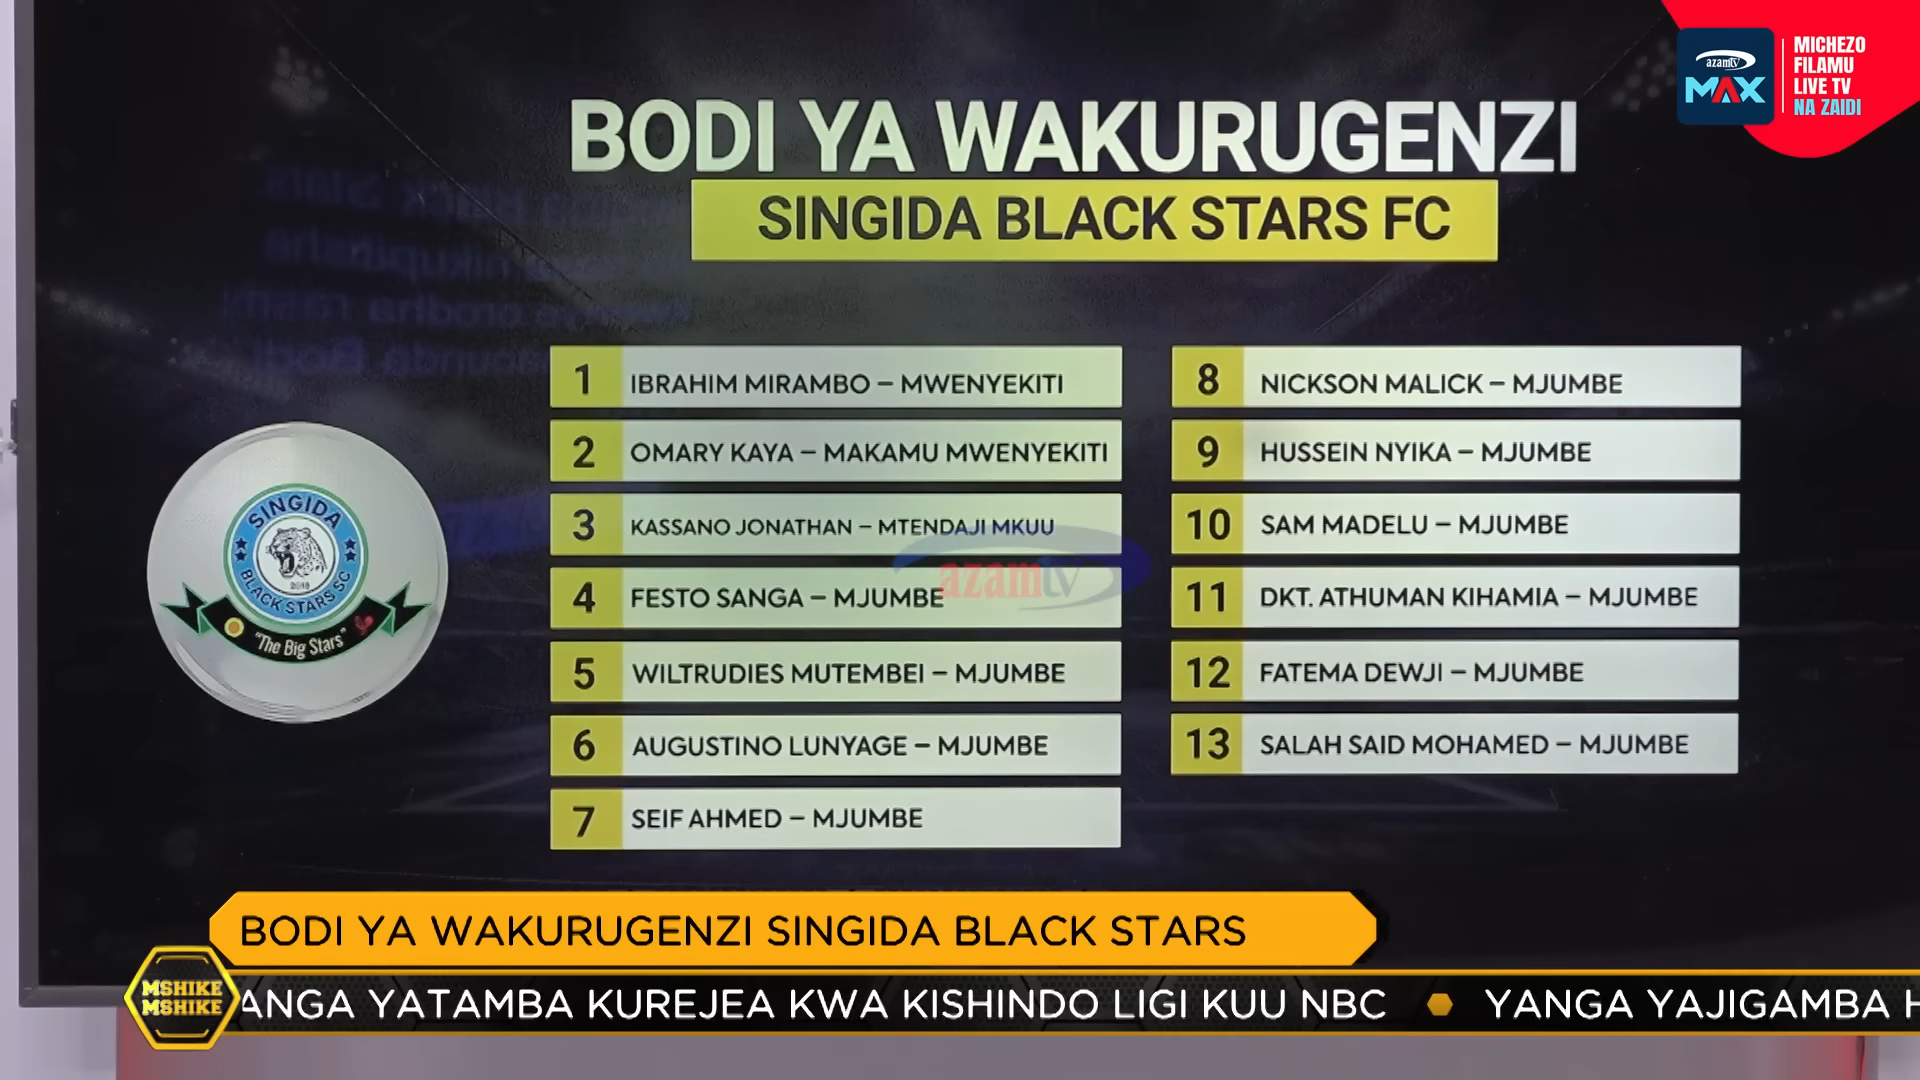 azamtv
MAX
MICHEZO
FILAMU
LIVE TV
NA ZAIDI
BODI YA WAKURUGENZI
SINGIDA BLACK STARS FC
1 IBRAHIM MIRAMBO – MWENYEKITI
2 OMARY KAYA – MAKAMU MWENYEKITI
3 KASSANO JONATHAN – MTENDAJI MKUU
4 FESTO SANGA – MJUMBE
5 WILTRUDIES MUTEMBEI – MJUMBE
6 AUGUSTINO LUNYAGE – MJUMBE
7 SEIF AHMED – MJUMBE
8 NICKSON MALICK – MJUMBE
9 HUSSEIN NYIKA – MJUMBE
10 SAM MADELU – MJUMBE
11 DKT. ATHUMAN KIHAMIA – MJUMBE
12 FATEMA DEWJI – MJUMBE
13 SALAH SAID MOHAMED – MJUMBE
azamtv
SINGIDA
BLACK STARS SC
"The Big Stars"
BODI YA WAKURUGENZI SINGIDA BLACK STARS
MSHIKE
MSHIKE
ANGA YATAMBA KUREJEA KWA KISHINDO LIGI KUU NBC
YANGA YAJIGAMBA H